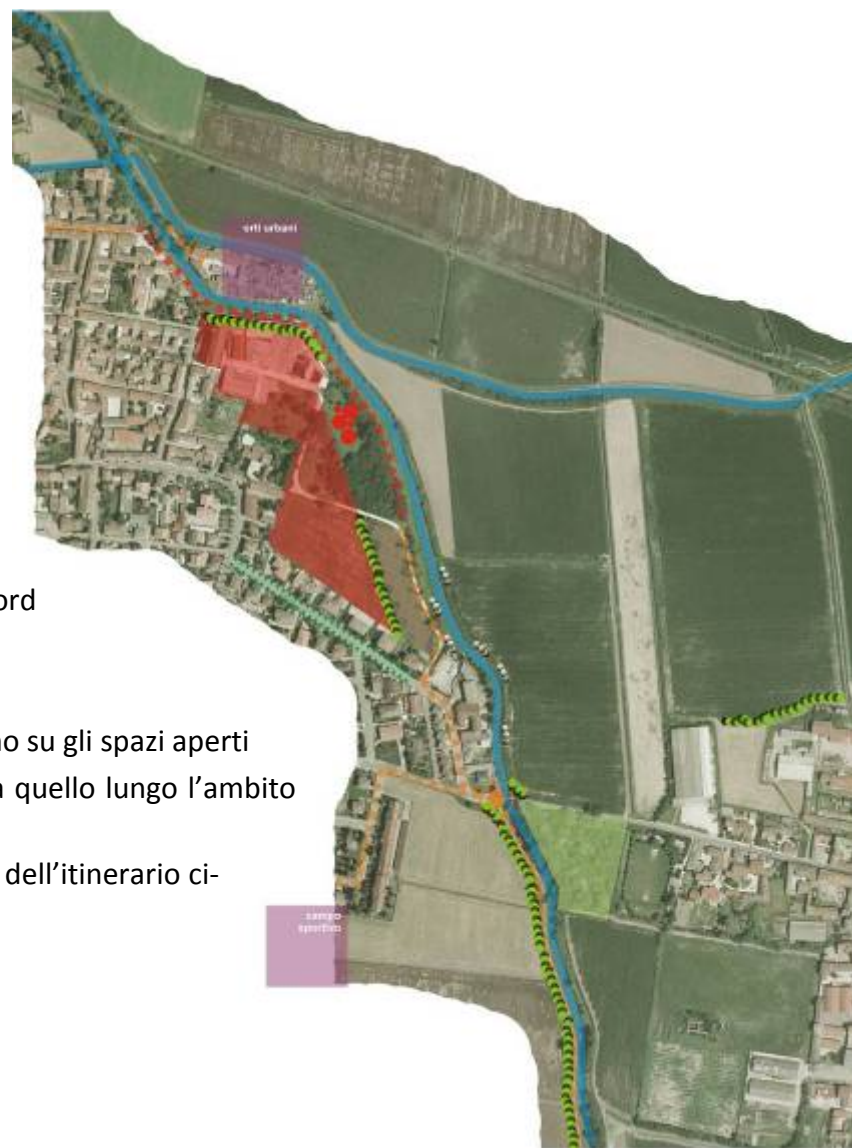 orti urbani
ord
no su gli spazi aperti
quello lungo l’ambito
dell’itinerario ci-
campo
sportivo